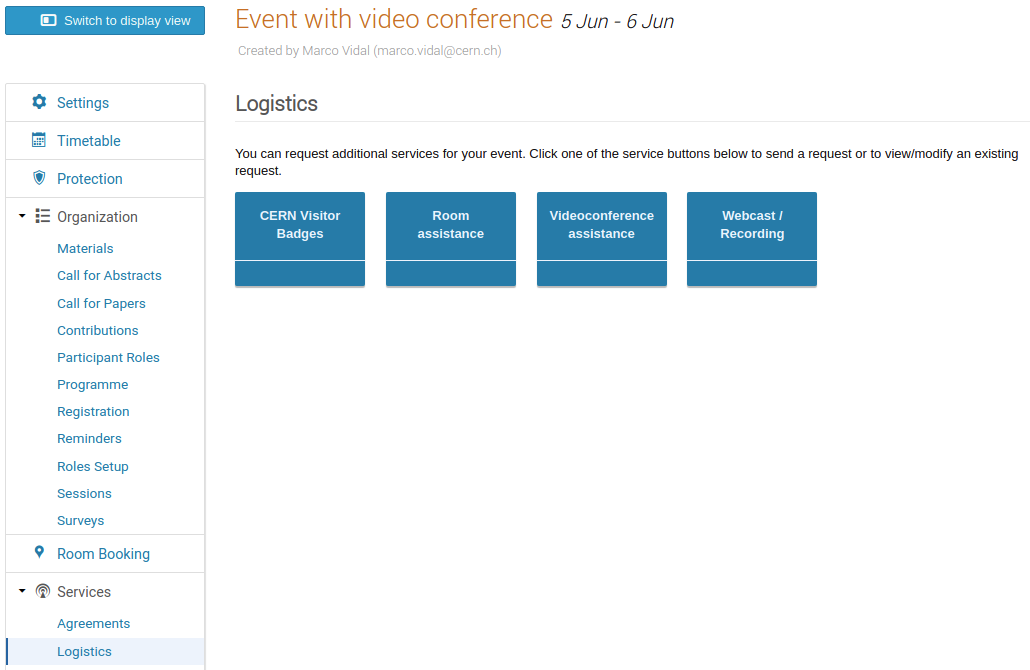 Switch to display view
Event with video conference 5 Jun - 6 Jun
Created by Marco Vidal (marco.vidal@cern.ch)
Settings
Timetable
Protection
Organization
Materials
Call for Abstracts
Call for Papers
Contributions
Participant Roles
Programme
Registration
Reminders
Roles Setup
Sessions
Surveys
Room Booking
Services
Agreements
Logistics
Logistics
You can request additional services for your event. Click one of the service buttons below to send a request or to view/modify an existing
request.
CERN Visitor
Badges
Room
assistance
Videoconference
assistance
Webcast /
Recording